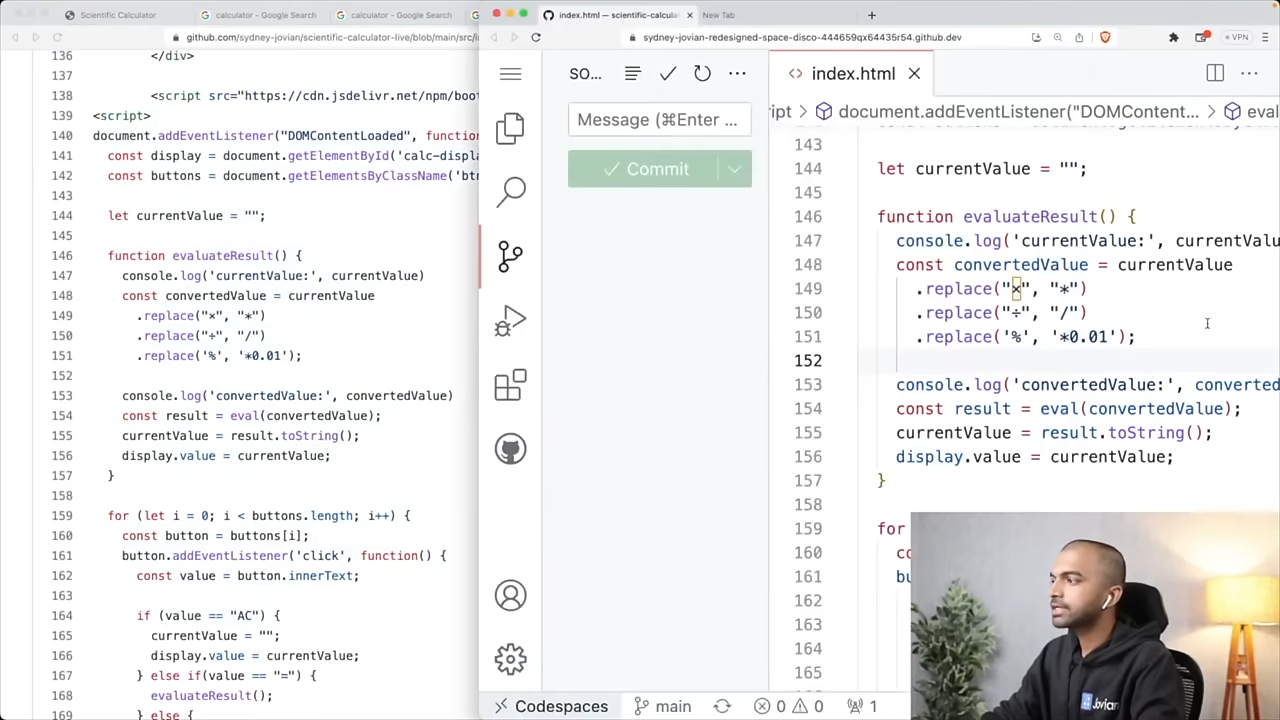 Scientific Calculator
calculator - Google Search
calculator - Google Search
github.com/sydney-jovian/scientific-calculator-live/blob/main/src/in
136 </div>
137
138 <script src="https://cdn.jsdelivr.net/npm/boot
139 <script>
140 document.addEventListener("DOMContentLoaded", function
141 const display = document.getElementById('calc-displa
142 const buttons = document.getElementsByClassName('btn
143
144 let currentValue = "";
145
146 function evaluateResult() {
147 console.log('currentValue:', currentValue)
148 const convertedValue = currentValue
149 .replace("×", "*")
150 .replace("÷", "/")
151 .replace('%', '*0.01');
152
153 console.log('convertedValue:', convertedValue)
154 const result = eval(convertedValue);
155 currentValue = result.toString();
156 display.value = currentValue;
157 }
158
159 for (let i = 0; i < buttons.length; i++) {
160 const button = buttons[i];
161 button.addEventListener('click', function() {
162 const value = button.innerText;
163
164 if (value == "AC") {
165 currentValue = "";
166 display.value = currentValue;
167 } else if(value == "=") {
168 evaluateResult();
169 } else {
index.html — scientific-calcula
New Tab
sydney-jovian-redesigned-space-disco-444659qx64435r54.github.dev
VPN
SO...
Message (⌘Enter ...
Commit
index.html
ipt > document.addEventListener("DOMContent... > eval
143
144 let currentValue = "";
145
146 function evaluateResult() {
147 console.log('currentValue:', currentValu
148 const convertedValue = currentValue
149 .replace("×", "*")
150 .replace("÷", "/")
151 .replace('%', '*0.01');
152
153 console.log('convertedValue:', converted
154 const result = eval(convertedValue);
155 currentValue = result.toString();
156 display.value = currentValue;
157 }
158
159 for
160 co
161 bu
162
163
164
165
Jovian
Codespaces
main
0
0
1